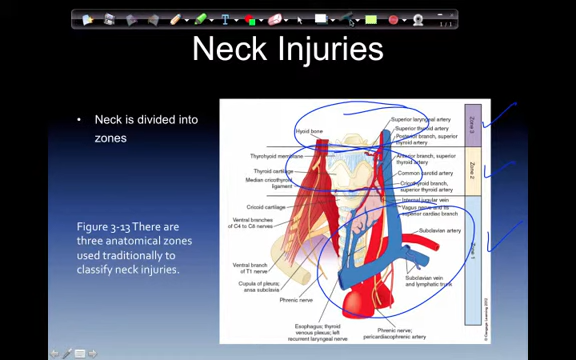 Neck Injuries
• Neck is divided into
zones
Figure 3-13 There are
three anatomical zones
used traditionally to
classify neck injuries.
Hyoid bone
Thyrohyoid membrane
Thyroid cartilage
Median cricothyroid
ligament
Cricoid cartilage
Ventral branches
of C4 to C8 nerves
Ventral branch
of T1 nerve
Cupula of pleura;
ansa subclavia
Phrenic nerve
Esophagus; thyroid
venous plexus; left
recurrent laryngeal nerve
Superior laryngeal artery
Superior thyroid artery
Posterior branch, superior
thyroid artery
Anterior branch, superior
thyroid artery
Common carotid artery
Cricothyroid branch,
superior thyroid artery
Internal jugular vein
Vagus nerve and its
superior cardiac branch
Subclavian artery
Subclavian vein
and lymphatic trunk
Phrenic nerve;
pericardiacophrenic artery
Zone 3
Zone 2
Zone 1